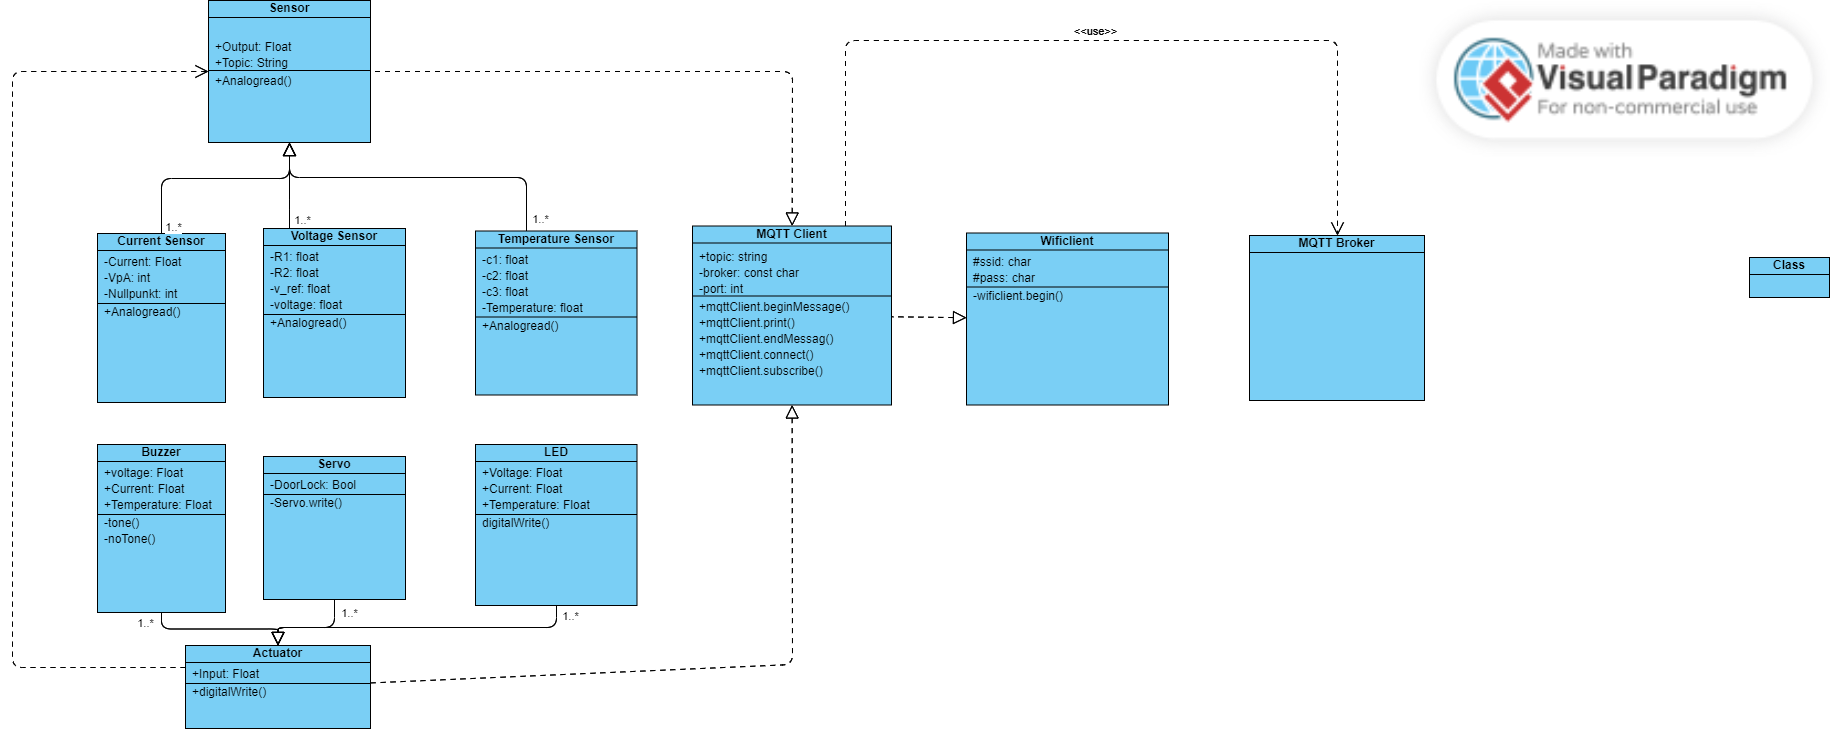 Sensor
+Output: Float
+Topic: String
+Analogread()
<<use>>
Made with
Visual Paradigm
For non-commercial use
1..*
1..*
1..*
Current Sensor
-Current: Float
-VpA: int
-Nullpunkt: int
+Analogread()
Voltage Sensor
-R1: float
-R2: float
-v_ref: float
-voltage: float
+Analogread()
Temperature Sensor
-c1: float
-c2: float
-c3: float
-Temperature: float
+Analogread()
MQTT Client
+topic: string
-broker: const char
-port: int
+mqttClient.beginMessage()
+mqttClient.print()
+mqttClient.endMessag()
+mqttClient.connect()
+mqttClient.subscribe()
Wificlient
#ssid: char
#pass: char
-wificlient.begin()
MQTT Broker
Class
Buzzer
+voltage: Float
+Current: Float
+Temperature: Float
-tone()
-noTone()
Servo
-DoorLock: Bool
-Servo.write()
LED
+Voltage: Float
+Current: Float
+Temperature: Float
digitalWrite()
1..*
1..*
1..*
Actuator
+Input: Float
+digitalWrite()